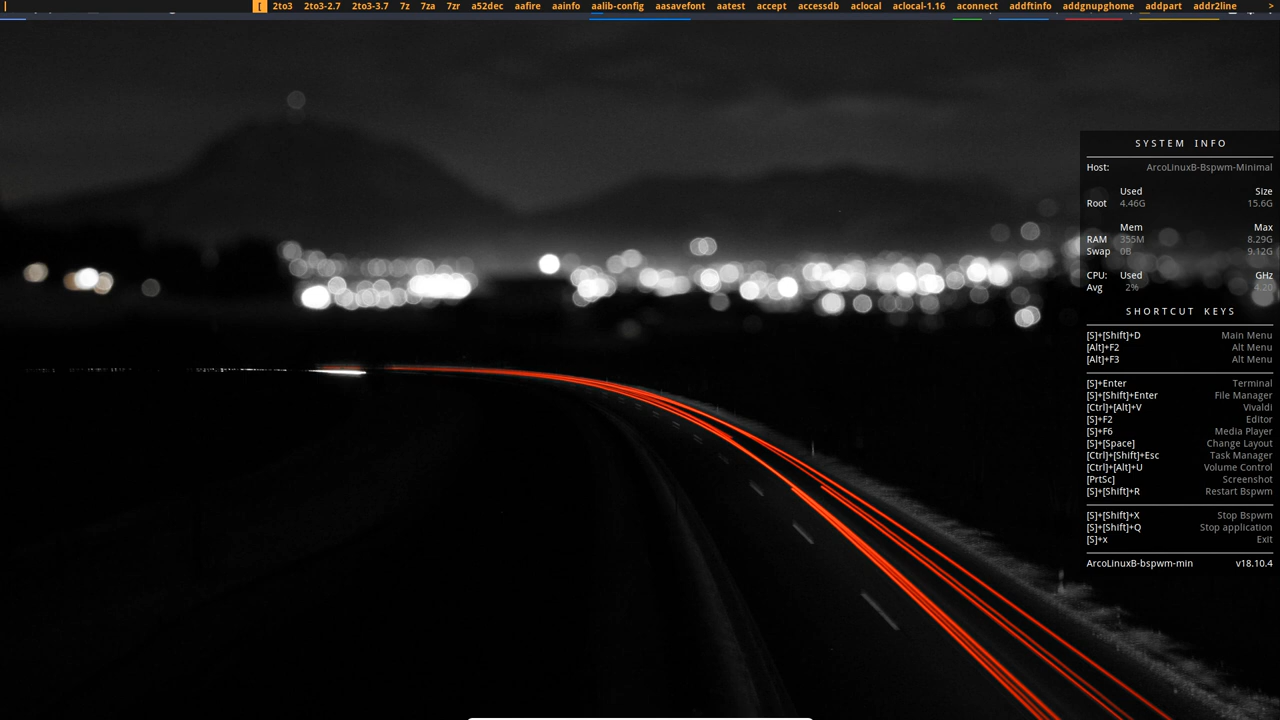 [ 2to3 2to3-2.7 2to3-3.7 7z 7za 7zr a52dec aafire aainfo aalib-config aasavefont aatest accept accessdb aclocal aclocal-1.16 aconnect addftinfo addgnupghome addpart addr2line >
SYSTEM INFO
Host: ArcoLinuxB-Bspwm-Minimal
Used Size
Root 4.46G 15.6G
Mem Max
RAM 355M 8.29G
Swap 0B 9.12G
CPU: Used GHz
Avg 2% 4.20
SHORTCUT KEYS
[S]+[Shift]+D Main Menu
[Alt]+F2 Alt Menu
[Alt]+F3 Alt Menu
[S]+Enter Terminal
[S]+[Shift]+Enter File Manager
[Ctrl]+[Alt]+V Vivaldi
[S]+F2 Editor
[S]+F6 Media Player
[S]+[Space] Change Layout
[Ctrl]+[Shift]+Esc Task Manager
[Ctrl]+[Alt]+U Volume Control
[PrtSc] Screenshot
[S]+[Shift]+R Restart Bspwm
[S]+[Shift]+X Stop Bspwm
[S]+[Shift]+Q Stop application
[S]+x Exit
ArcoLinuxB-bspwm-min v18.10.4